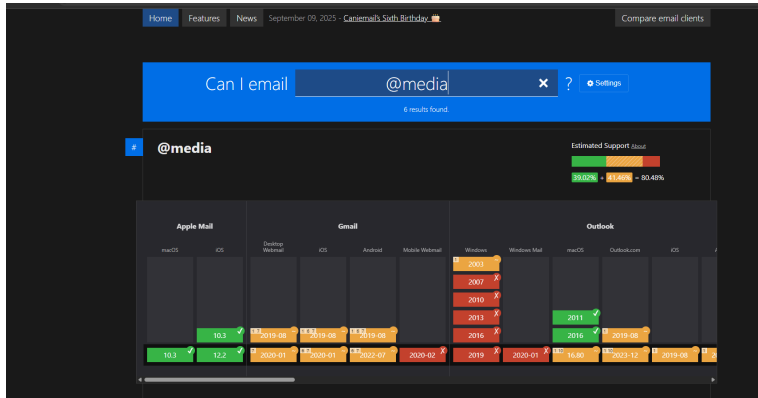 Home Features News September 09, 2025 - Caniemail's Sixth Birthday Compare email clients
Can I email @media × ? Settings
6 results found.
# @media
Estimated Support About
39.02% + 41.46% = 80.48%
Apple Mail Gmail Outlook
macOS iOS Desktop Webmail iOS Android Mobile Webmail Windows Windows Mail macOS Outlook.com iOS
2003
2007
2010
2013 2011
10.3 2019-08 2019-08 2019-08 2016 2016 2019-08
10.3 12.2 2020-01 2020-01 2022-07 2020-02 2019 2020-01 16.80 2023-12 2019-08